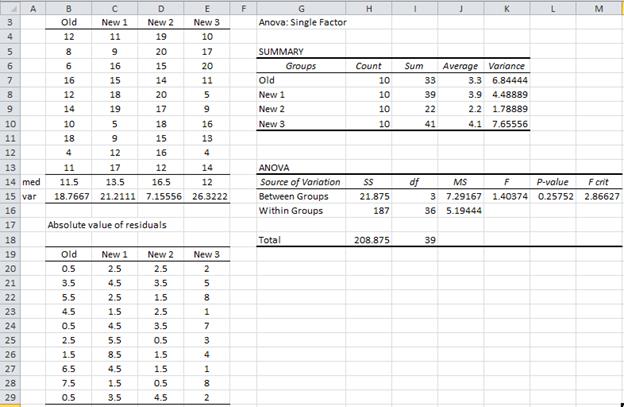 A B C D E F G H I J K L M
3 Old New 1 New 2 New 3 Anova: Single Factor
4 12 11 19 10
5 8 9 20 17 SUMMARY
6 6 16 15 20 Groups Count Sum Average Variance
7 16 15 14 11 Old 10 33 3.3 6.84444
8 12 18 20 5 New 1 10 39 3.9 4.48889
9 14 19 17 9 New 2 10 22 2.2 1.78889
10 10 5 18 16 New 3 10 41 4.1 7.65556
11 18 9 15 13
12 4 12 16 4
13 11 17 12 14 ANOVA
14 med 11.5 13.5 16.5 12 Source of Variation SS df MS F P-value F crit
15 var 18.7667 21.2111 7.15556 26.3222 Between Groups 21.875 3 7.29167 1.40374 0.25752 2.86627
16 Within Groups 187 36 5.19444
17 Absolute value of residuals
18 Total 208.875 39
19 Old New 1 New 2 New 3
20 0.5 2.5 2.5 2
21 3.5 4.5 3.5 5
22 5.5 2.5 1.5 8
23 4.5 1.5 2.5 1
24 0.5 4.5 3.5 7
25 2.5 5.5 0.5 3
26 1.5 8.5 1.5 4
27 6.5 4.5 1.5 1
28 7.5 1.5 0.5 8
29 0.5 3.5 4.5 2